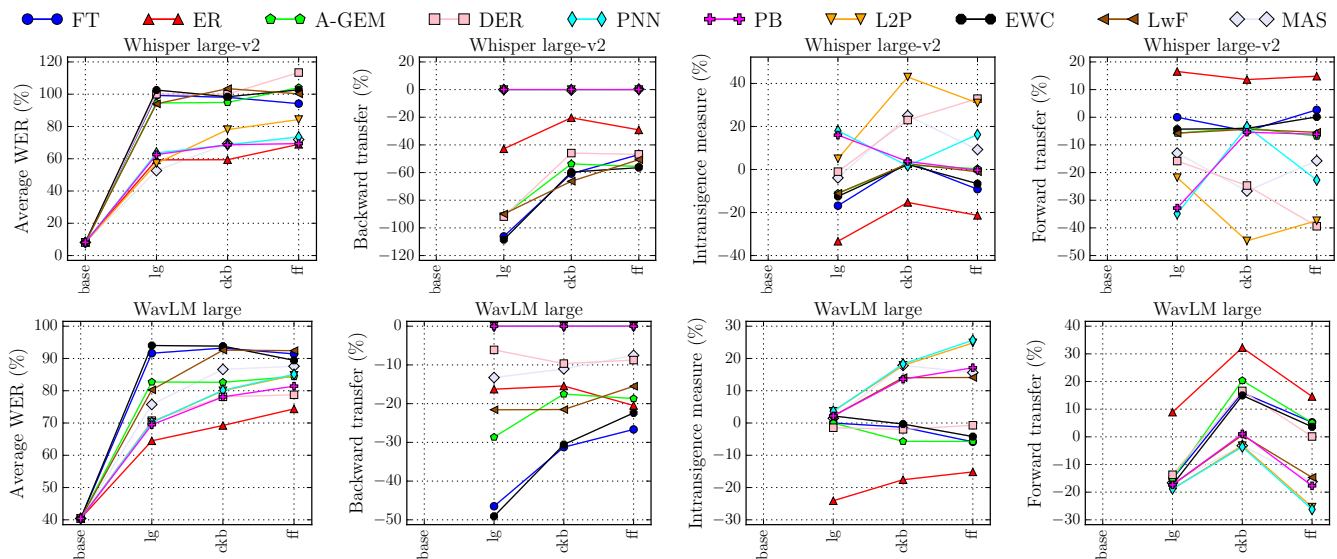 FT ER A-GEM DER PNN PB L2P EWC LwF MAS
Whisper large-v2 Whisper large-v2 Whisper large-v2 Whisper large-v2
Average WER (%)
120
100
80
60
40
20
0
base lg ckb ff
Backward transfer (%)
20
0
−20
−40
−60
−80
−100
−120
base lg ckb ff
Intransigence measure (%)
40
20
0
−20
−40
base lg ckb ff
Forward transfer (%)
20
10
0
−10
−20
−30
−40
−50
base lg ckb ff
WavLM large WavLM large WavLM large WavLM large
Average WER (%)
100
90
80
70
60
50
40
base lg ckb ff
Backward transfer (%)
0
−10
−20
−30
−40
−50
base lg ckb ff
Intransigence measure (%)
30
20
10
0
−10
−20
−30
base lg ckb ff
Forward transfer (%)
40
30
20
10
0
−10
−20
−30
base lg ckb ff